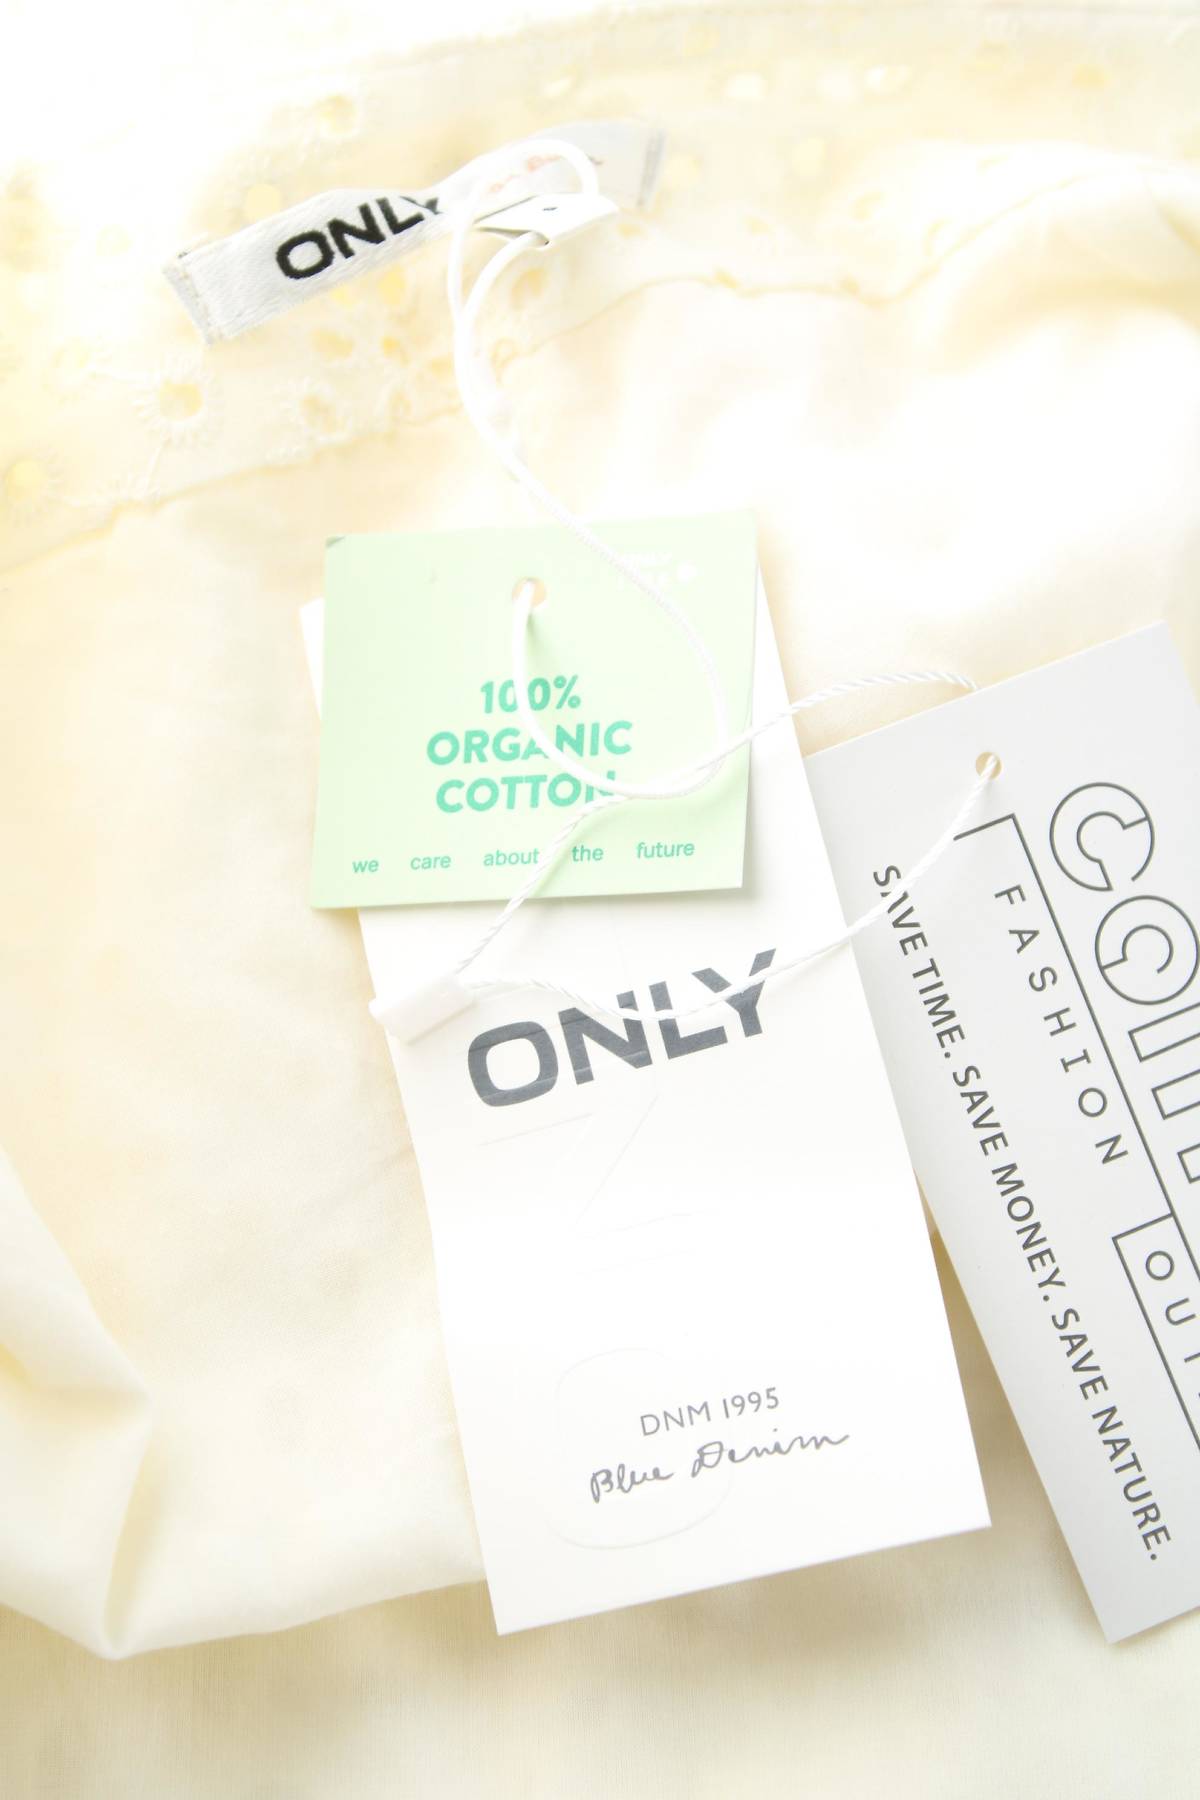 ONLY
100%
ORGANIC
COTTON
we care about the future
ONLY
DNM 1995
Blue Denim
FASHION
SAVE TIME. SAVE MONEY. SAVE NATURE.